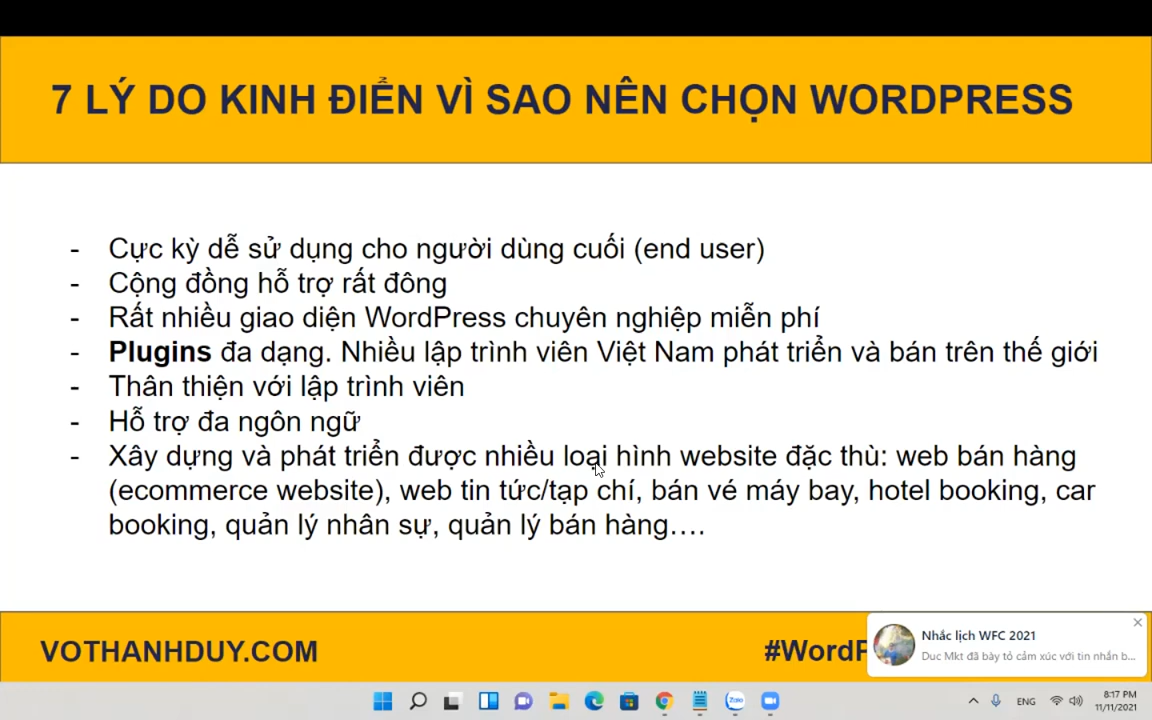 7 LÝ DO KINH ĐIỂN VÌ SAO NÊN CHỌN WORDPRESS
- Cực kỳ dễ sử dụng cho người dùng cuối (end user)
- Cộng đồng hỗ trợ rất đông
- Rất nhiều giao diện WordPress chuyên nghiệp miễn phí
- Plugins đa dạng. Nhiều lập trình viên Việt Nam phát triển và bán trên thế giới
- Thân thiện với lập trình viên
- Hỗ trợ đa ngôn ngữ
- Xây dựng và phát triển được nhiều loại hình website đặc thù: web bán hàng
(ecommerce website), web tin tức/tạp chí, bán vé máy bay, hotel booking, car
booking, quản lý nhân sự, quản lý bán hàng….
VOTHANHDUY.COM
#WordP
Nhắc lịch WFC 2021
Duc Mkt đã bày tỏ cảm xúc với tin nhắn b...
Zalo
ENG
8:17 PM
11/11/2021